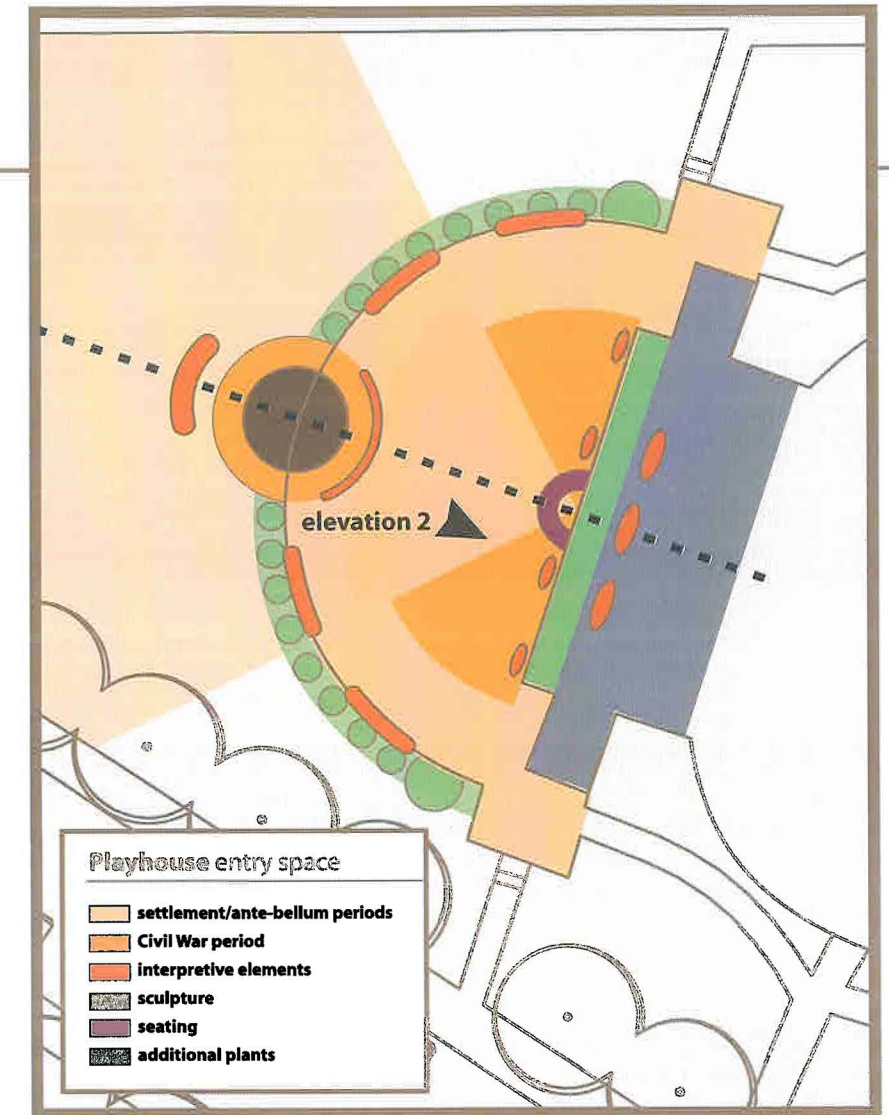 elevation 2
Playhouse entry space
settlement/ante-bellum periods
Civil War period
interpretive elements
sculpture
seating
additional plants